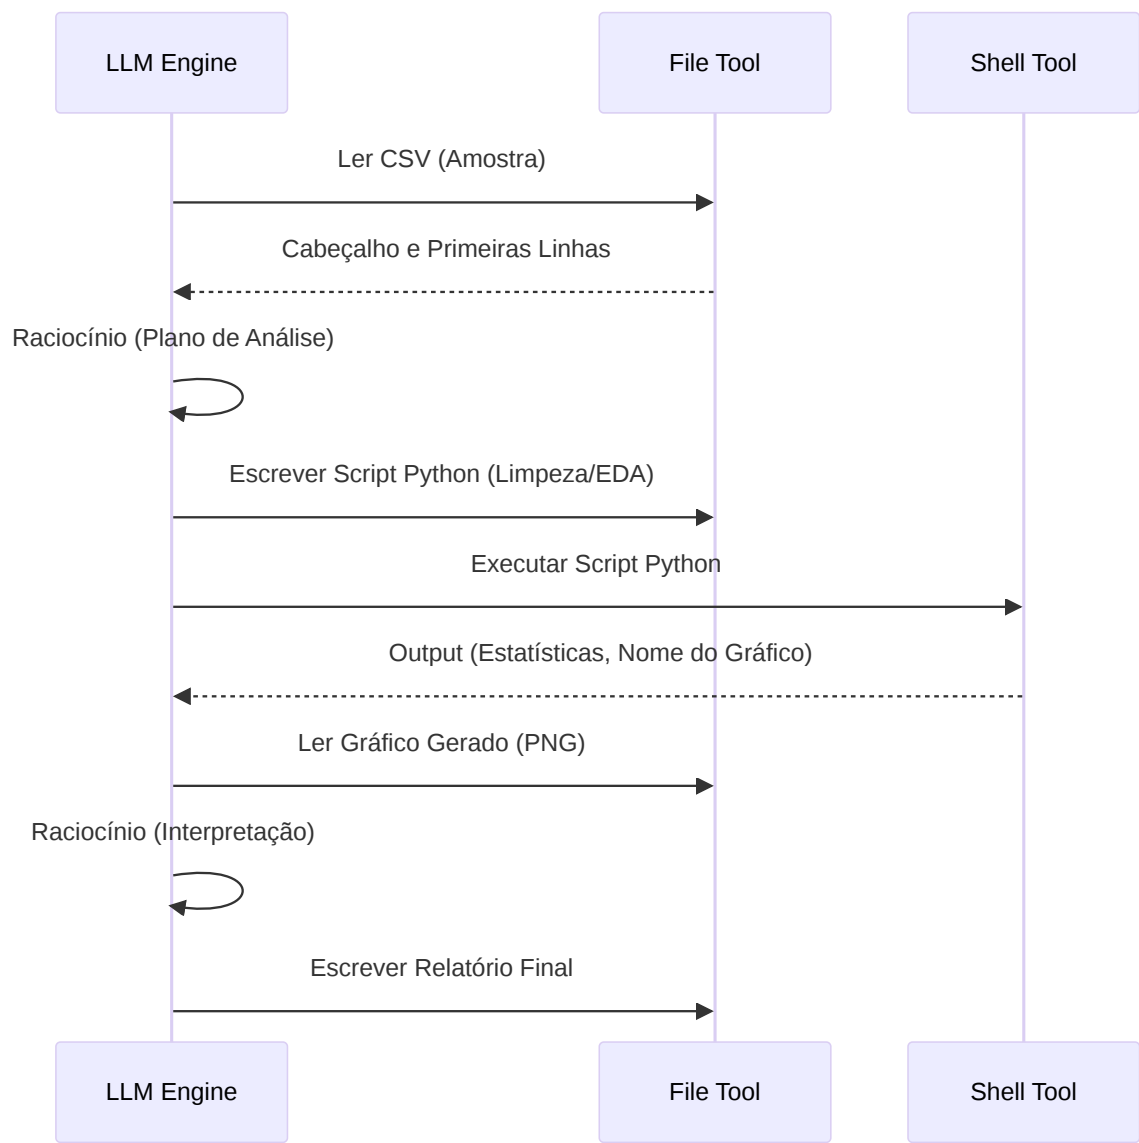 LLM Engine
File Tool
Shell Tool
Ler CSV (Amostra)
Cabeçalho e Primeiras Linhas
Raciocínio (Plano de Análise)
Escrever Script Python (Limpeza/EDA)
Executar Script Python
Output (Estatísticas, Nome do Gráfico)
Ler Gráfico Gerado (PNG)
Raciocínio (Interpretação)
Escrever Relatório Final
LLM Engine
File Tool
Shell Tool